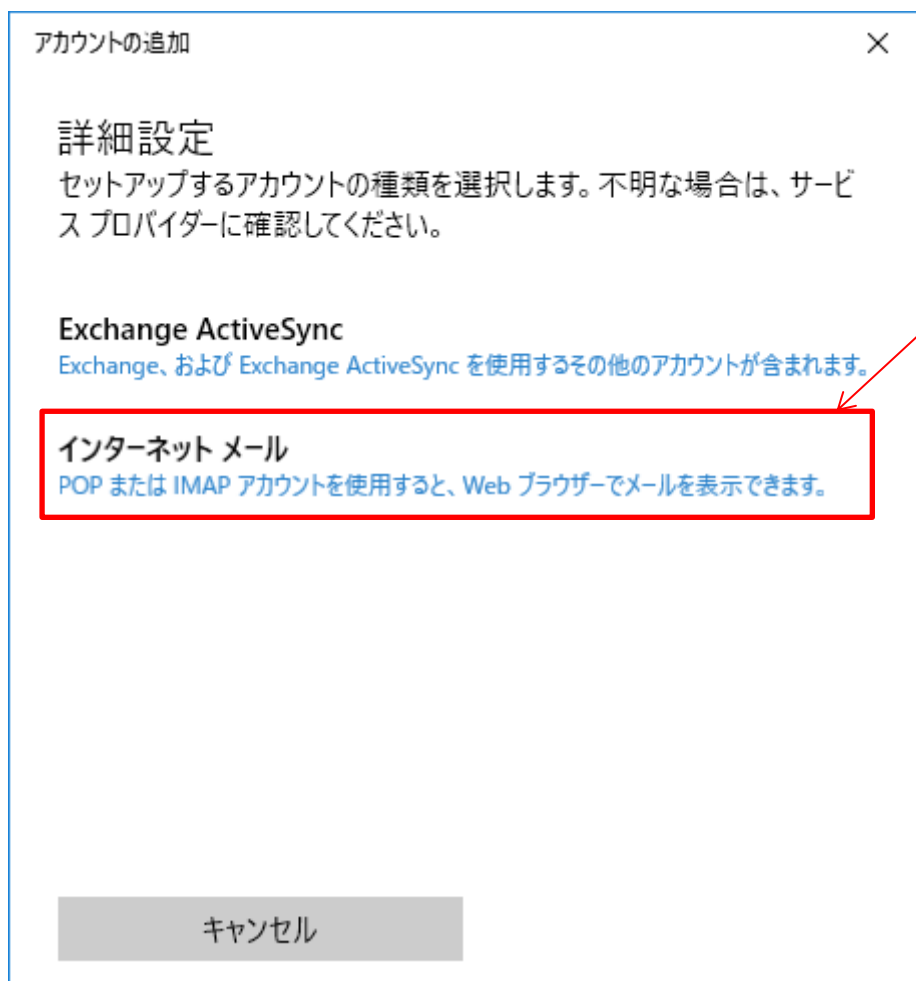 アカウントの追加
詳細設定
セットアップするアカウントの種類を選択します。不明な場合は、サービ
ス プロバイダーに確認してください。
Exchange ActiveSync
Exchange、および Exchange ActiveSync を使用するその他のアカウントが含まれます。
インターネット メール
POP または IMAP アカウントを使用すると、Web ブラウザーでメールを表示できます。
キャンセル